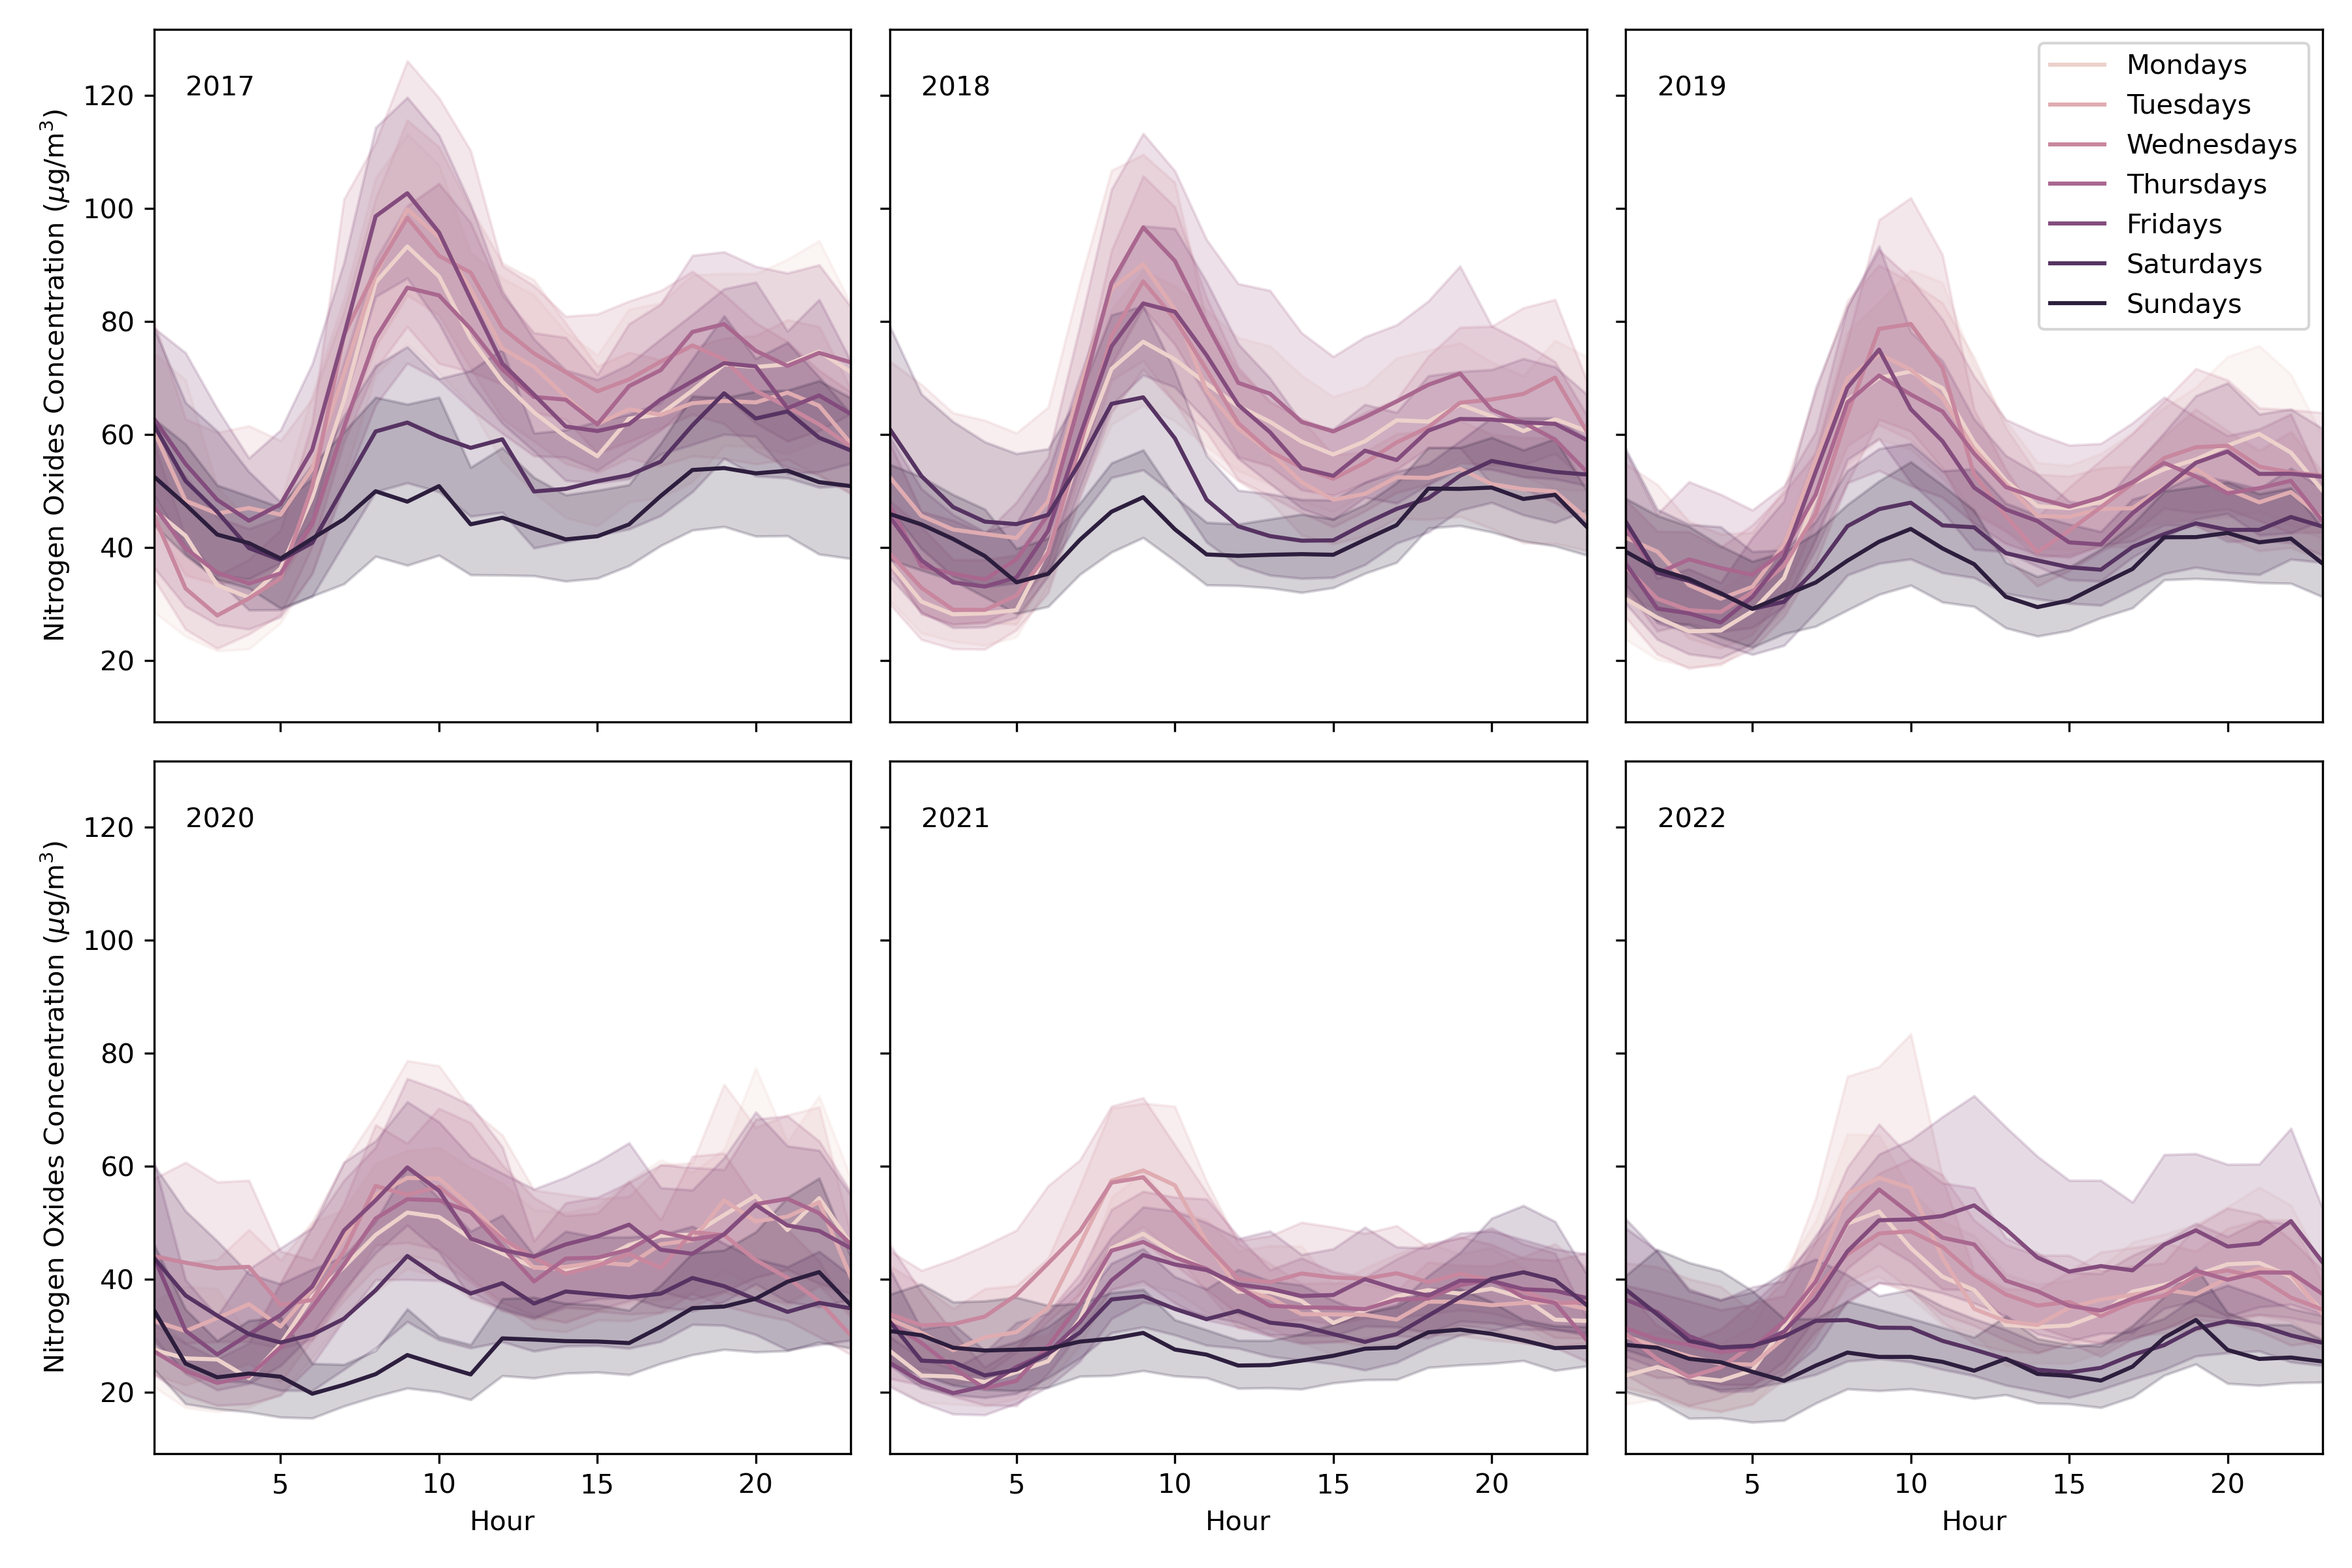 2017
2018
2019
Mondays
Tuesdays
Wednesdays
Thursdays
Fridays
Saturdays
Sundays
Nitrogen Oxides Concentration (μg/m³)
120
100
80
60
40
20
2020
2021
2022
Nitrogen Oxides Concentration (μg/m³)
120
100
80
60
40
20
5 10 15 20
5 10 15 20
5 10 15 20
Hour
Hour
Hour